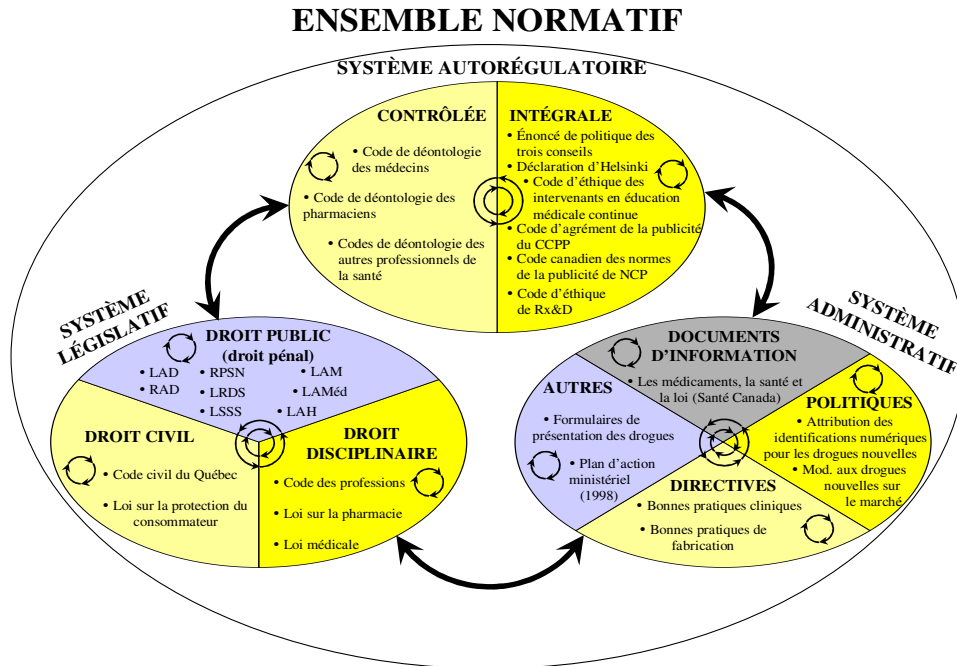 ENSEMBLE NORMATIF
SYSTÈME AUTORÉGULATOIRE
CONTRÔLÉE
• Code de déontologie
des médecins
• Code de déontologie des
pharmaciens
• Codes de déontologie des
autres professionnels de
la santé
INTÉGRALE
• Énoncé de politique des
trois conseils
• Déclaration d'Helsinki
• Code d'éthique des
intervenants en éducation
médicale continue
• Code d'agrément de la publicité
du CCPP
• Code canadien des normes
de la publicité de NCP
• Code d'éthique
de Rx&D
SYSTÈME
LÉGISLATIF
DROIT PUBLIC
(droit pénal)
• LAD
• RAD
• RPSN
• LRDS
• LSSS
• LAM
• LAMéd
• LAH
DROIT CIVIL
• Code civil du Québec
• Loi sur la protection du
consommateur
DROIT
DISCIPLINAIRE
• Code des professions
• Loi sur la pharmacie
• Loi médicale
SYSTÈME
ADMINISTRATIF
DOCUMENTS
D'INFORMATION
• Les médicaments, la santé et
la loi (Santé Canada)
AUTRES
• Formulaires de
présentation des drogues
• Plan d'action
ministériel
(1998)
POLITIQUES
• Attribution des
identifications numériques
pour les drogues nouvelles
• Mod. aux drogues
nouvelles sur
le marché
DIRECTIVES
• Bonnes pratiques cliniques
• Bonnes pratiques de
fabrication